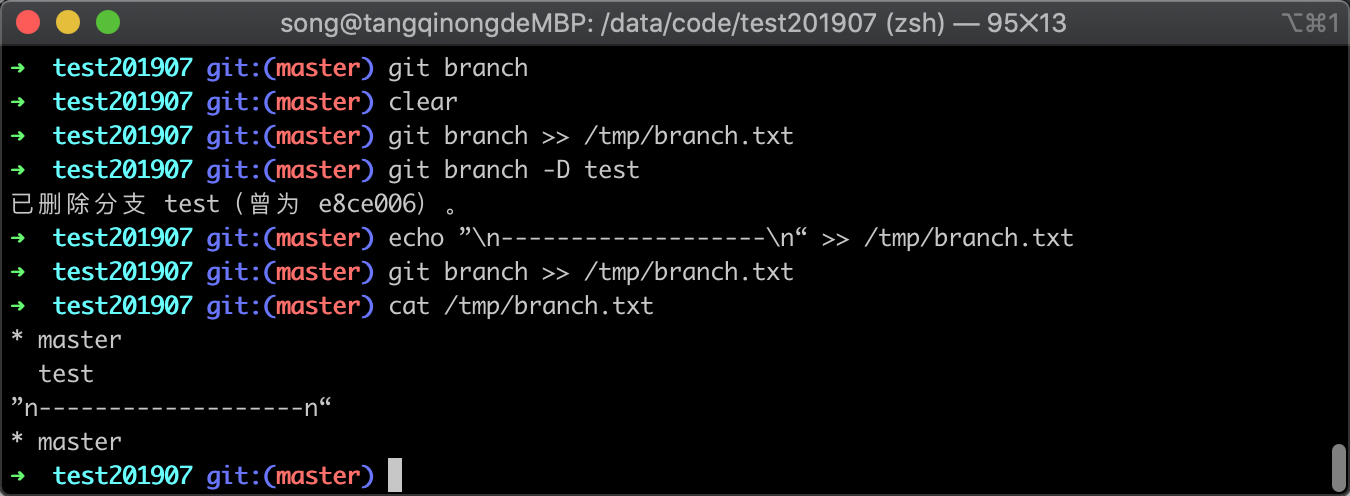 song@tangqinongdeMBP: /data/code/test201907 (zsh) — 95×13 ⌥⌘1
➜ test201907 git:(master) git branch
➜ test201907 git:(master) clear
➜ test201907 git:(master) git branch >> /tmp/branch.txt
➜ test201907 git:(master) git branch -D test
已删除分支 test（曾为 e8ce006）。
➜ test201907 git:(master) echo ”\n-------------------\n“ >> /tmp/branch.txt
➜ test201907 git:(master) git branch >> /tmp/branch.txt
➜ test201907 git:(master) cat /tmp/branch.txt
* master
  test
”n-------------------n“
* master
➜ test201907 git:(master)